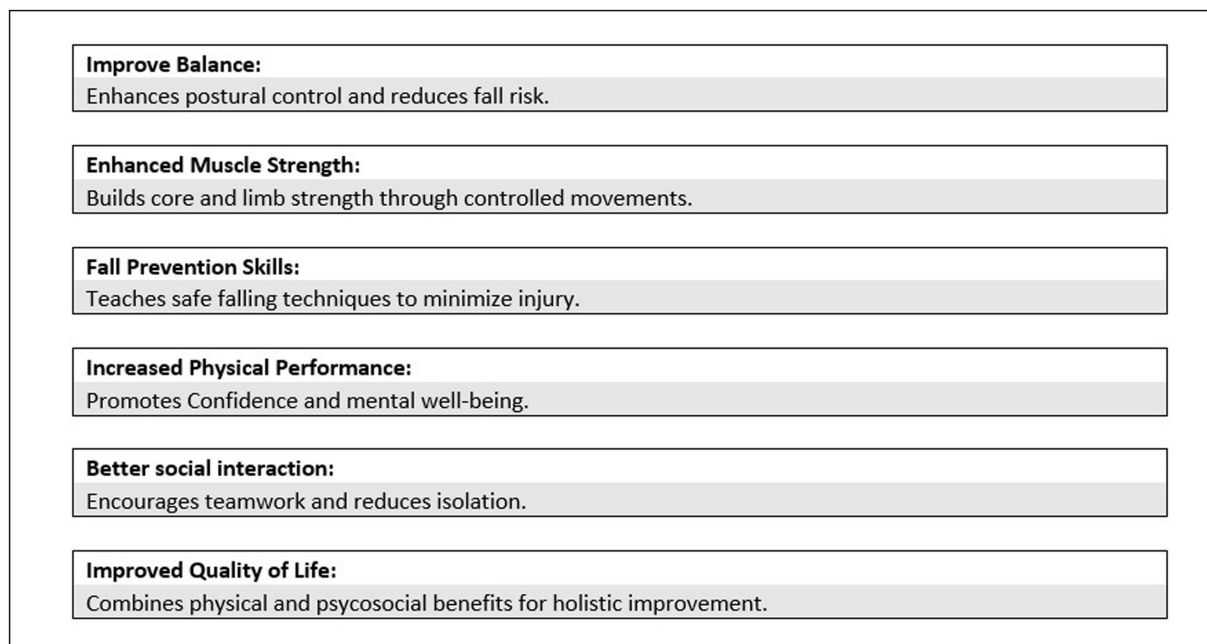 Improve Balance:
Enhances postural control and reduces fall risk.
Enhanced Muscle Strength:
Builds core and limb strength through controlled movements.
Fall Prevention Skills:
Teaches safe falling techniques to minimize injury.
Increased Physical Performance:
Promotes Confidence and mental well-being.
Better social interaction:
Encourages teamwork and reduces isolation.
Improved Quality of Life:
Combines physical and psycosocial benefits for holistic improvement.